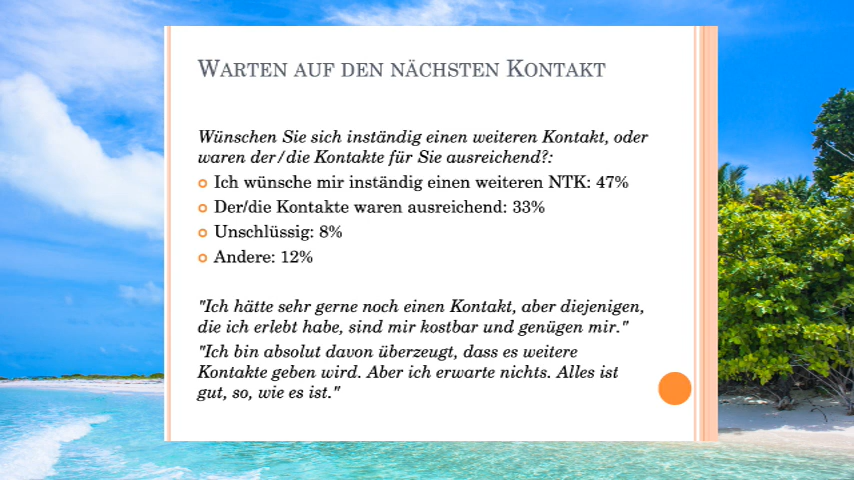 Warten auf den nächsten Kontakt
Wünschen Sie sich inständig einen weiteren Kontakt, oder
waren der/die Kontakte für Sie ausreichend?:
Ich wünsche mir inständig einen weiteren NTK: 47%
Der/die Kontakte waren ausreichend: 33%
Unschlüssig: 8%
Andere: 12%
"Ich hätte sehr gerne noch einen Kontakt, aber diejenigen,
die ich erlebt habe, sind mir kostbar und genügen mir."
"Ich bin absolut davon überzeugt, dass es weitere
Kontakte geben wird. Aber ich erwarte nichts. Alles ist
gut, so, wie es ist."